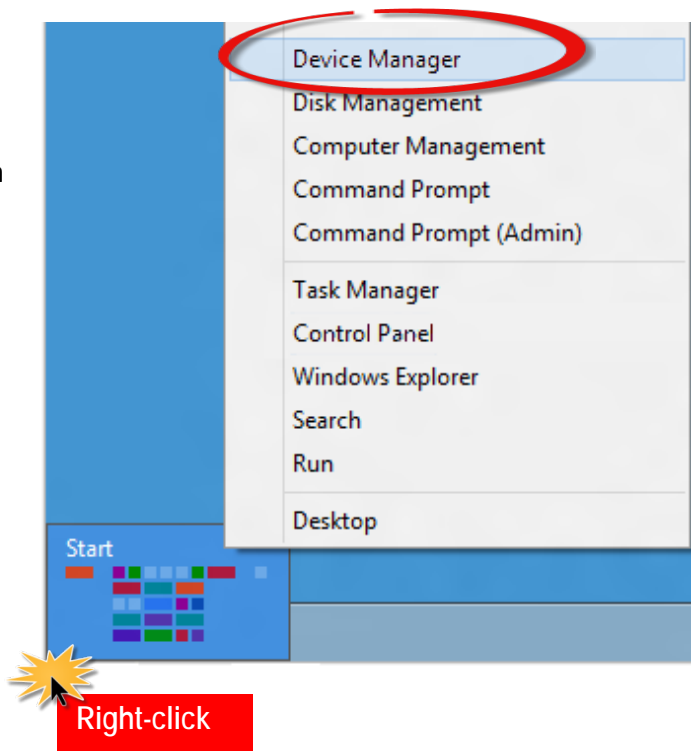 Device Manager
Disk Management
Computer Management
Command Prompt
Command Prompt (Admin)
Task Manager
Control Panel
Windows Explorer
Search
Run
Desktop
Start
Right-click